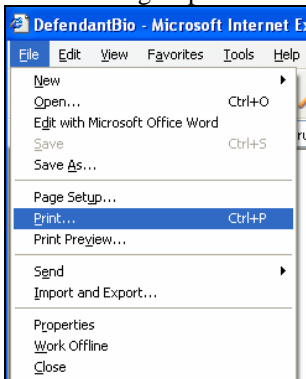 DefendantBio - Microsoft Internet E
File Edit View Favorites Tools Help
New
Open... Ctrl+O
Edit with Microsoft Office Word
Save Ctrl+S
Save As...
Page Setup...
Print... Ctrl+P
Print Preview...
Send
Import and Export...
Properties
Work Offline
Close